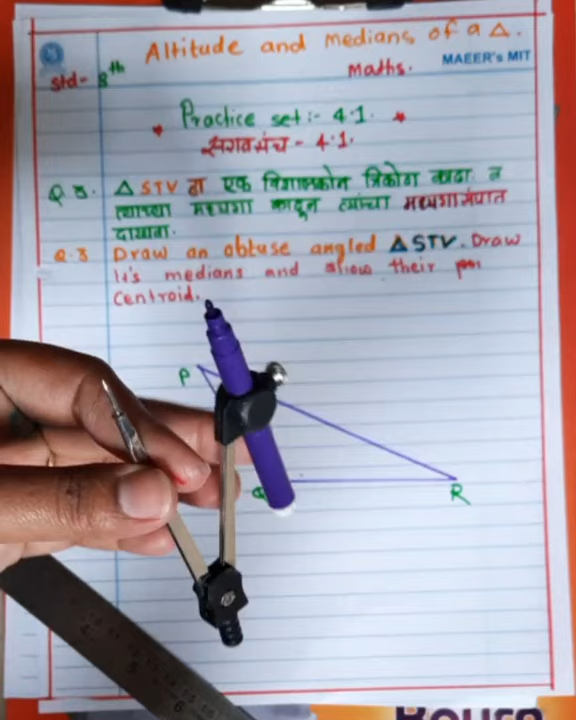 Altitude and medians of a △.
MAEER's MIT
std- 8th
Maths.
Practice set:- 4.1.
सरावसंच - 4.1.
Q 3. △STV हा एक विशालकोन त्रिकोण काढा व
त्याच्या मध्यगा काढून त्यांचा मध्यगासंपात
दाखवा.
Q.3 Draw an obtuse angled △STV. Draw
It's medians and show their
Centroid.
P
Q
R